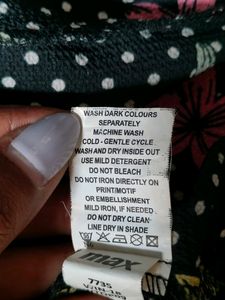 WASH DARK COLOURS
SEPARATELY
MACHINE WASH
COLD - GENTLE CYCLE
WASH AND DRY INSIDE OUT
USE MILD DETERGENT
DO NOT BLEACH
DO NOT IRON DIRECTLY ON
PRINT/MOTIF
OR EMBELLISHMENT
MILD IRON, IF NEEDED
DO NOT DRY CLEAN
LINE DRY IN SHADE
max
7735